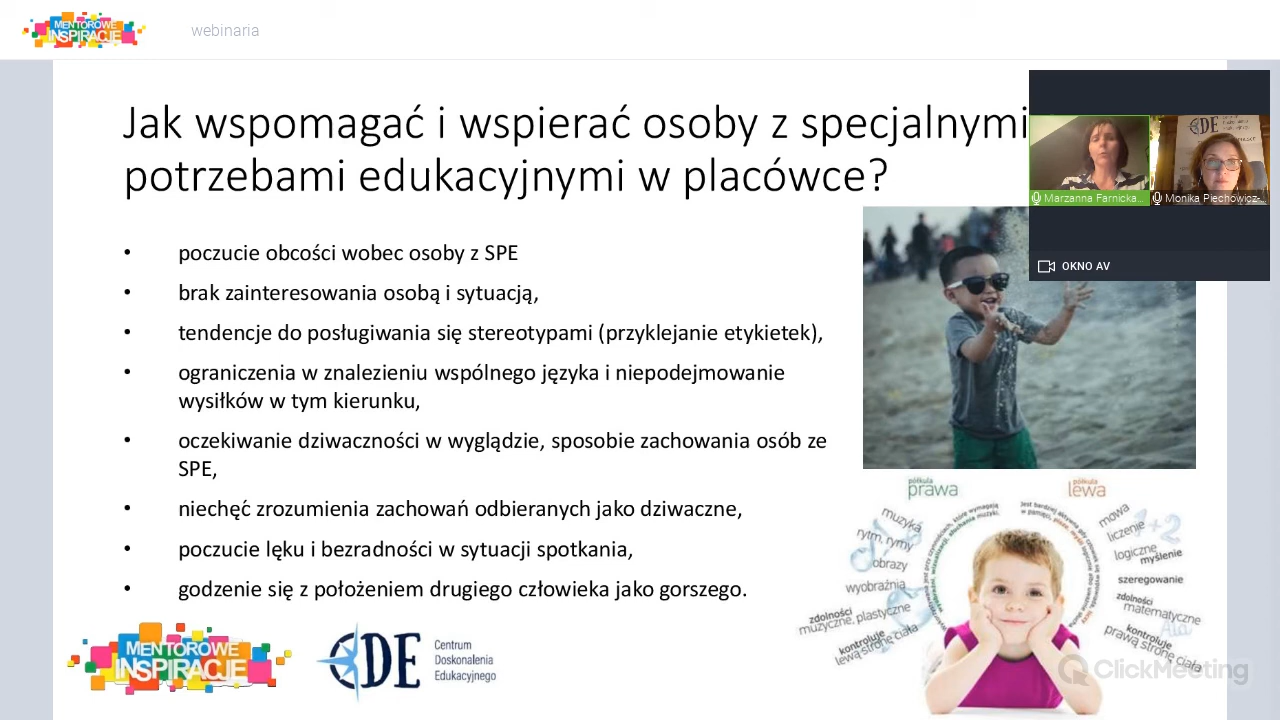 MENTOROWE
INSPIRACJE
webinaria
Jak wspomagać i wspierać osoby z specjalnymi
potrzebami edukacyjnymi w placówce?
CDE
Marzanna Farnicka...
Monika Piechowicz-...
OKNO AV
• poczucie obcości wobec osoby z SPE
• brak zainteresowania osobą i sytuacją,
• tendencje do posługiwania się stereotypami (przyklejanie etykietek),
• ograniczenia w znalezieniu wspólnego języka i niepodejmowanie
wysiłków w tym kierunku,
• oczekiwanie dziwaczności w wyglądzie, sposobie zachowania osób ze
SPE,
• niechęć zrozumienia zachowań odbieranych jako dziwaczne,
• poczucie lęku i bezradności w sytuacji spotkania,
• godzenie się z położeniem drugiego człowieka jako gorszego.
półkula
prawa
muzyka
rytm, rymy
obrazy
wyobraźnia
zdolności
muzyczne, plastyczne
kontroluje
lewą stronę ciała
półkula
lewa
mowa
liczenie
1+2
logiczne
myślenie
szeregowanie
zdolności
matematyczne
kontroluje
prawą stronę ciała
MENTOROWE
INSPIRACJE
CDE
Centrum
Doskonalenia
Edukacyjnego
ClickMeeting